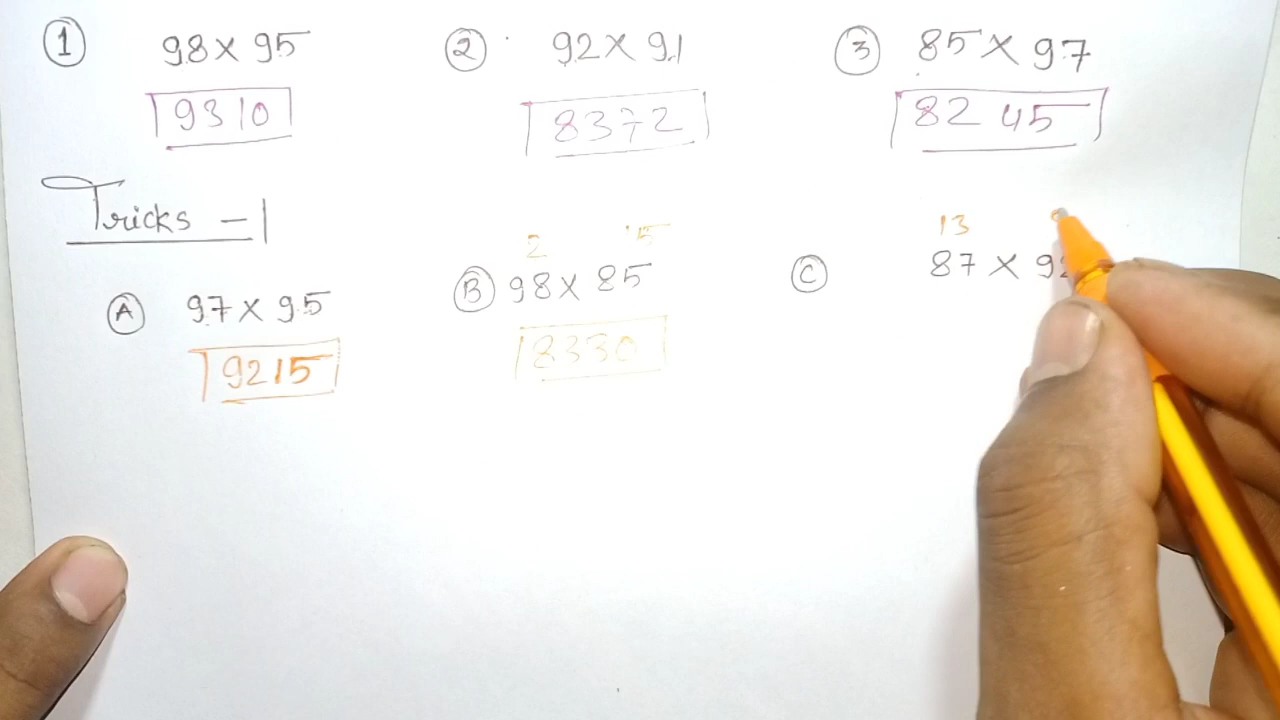 1 98 x 95 2 92 x 91 3 85 x 97
9310 8372 8245
Tricks - 1
2 15 13
A 97 x 95 B 98 x 85 C 87 x
9215 8330